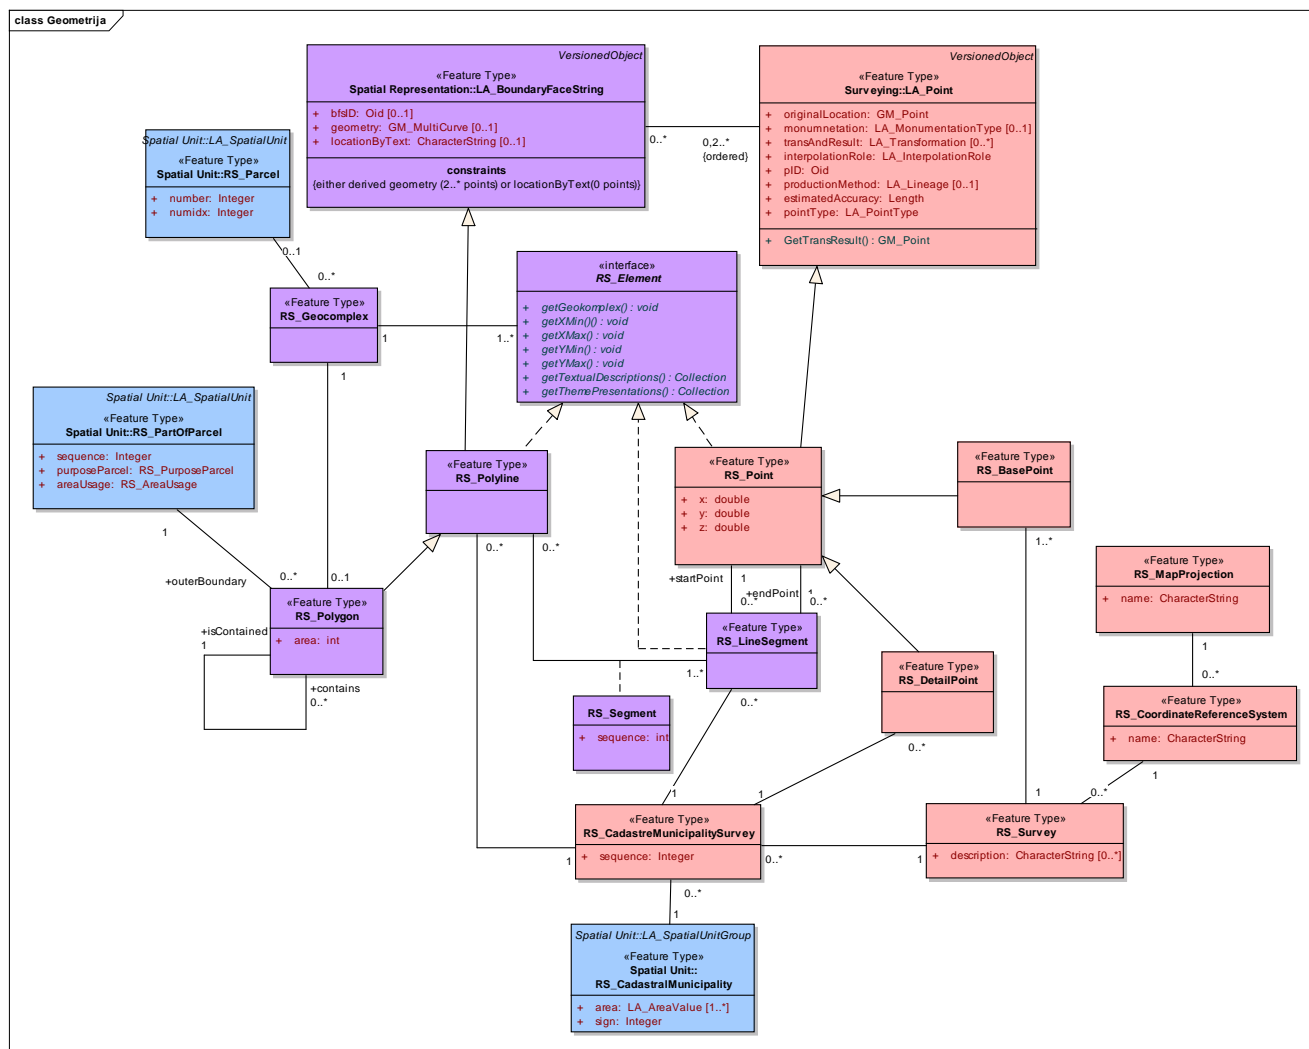 class Geometrija
VersionedObject
«Feature Type»
Spatial Representation::LA_BoundaryFaceString
+ bfsID: Oid [0..1]
+ geometry: GM_MultiCurve [0..1]
+ locationByText: CharacterString [0..1]
constraints
{either derived geometry (2..* points) or locationByText(0 points)}
0..*
0,2..*
{ordered}
VersionedObject
«Feature Type»
Surveying::LA_Point
+ originalLocation: GM_Point
+ monumnetation: LA_MonumentationType [0..1]
+ transAndResult: LA_Transformation [0..*]
+ interpolationRole: LA_InterpolationRole
+ pID: Oid
+ productionMethod: LA_Lineage [0..1]
+ estimatedAccuracy: Length
+ pointType: LA_PointType
+ GetTransResult() : GM_Point
Spatial Unit::LA_SpatialUnit
«Feature Type»
Spatial Unit::RS_Parcel
+ number: Integer
+ numidx: Integer
0..1
0..*
«Feature Type»
RS_Geocomplex
1
1..*
1
«interface»
RS_Element
+ getGeokomplex() : void
+ getXMin()() : void
+ getXMax() : void
+ getYMin() : void
+ getYMax() : void
+ getTextualDescriptions() : Collection
+ getThemePresentations() : Collection
Spatial Unit::LA_SpatialUnit
«Feature Type»
Spatial Unit::RS_PartOfParcel
+ sequence: Integer
+ purposeParcel: RS_PurposeParcel
+ areaUsage: RS_AreaUsage
1
+outerBoundary
0..*
0..1
«Feature Type»
RS_Polyline
0..*
0..*
«Feature Type»
RS_Point
+ x: double
+ y: double
+ z: double
+startPoint
1
0..*
+endPoint
1
0..*
«Feature Type»
RS_BasePoint
1..*
«Feature Type»
RS_MapProjection
+ name: CharacterString
1
0..*
«Feature Type»
RS_Polygon
+ area: int
+isContained
1
+contains
0..*
«Feature Type»
RS_LineSegment
1..*
0..*
«Feature Type»
RS_DetailPoint
0..*
«Feature Type»
RS_CoordinateReferenceSystem
+ name: CharacterString
1
0..*
RS_Segment
+ sequence: int
1
1
1
«Feature Type»
RS_CadastreMunicipalitySurvey
+ sequence: Integer
1
0..*
1
«Feature Type»
RS_Survey
+ description: CharacterString [0..*]
0..*
1
Spatial Unit::LA_SpatialUnitGroup
«Feature Type»
Spatial Unit::
RS_CadastralMunicipality
+ area: LA_AreaValue [1..*]
+ sign: Integer